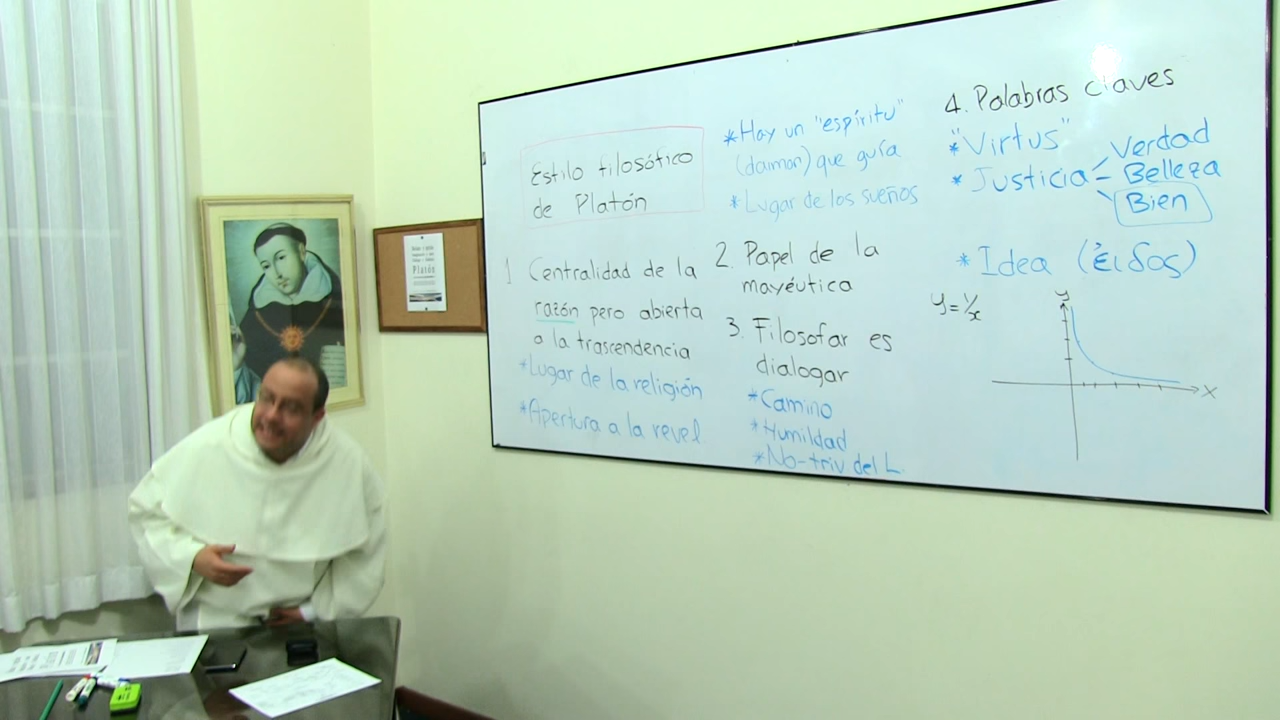 Estilo filosófico
de Platón
1 Centralidad de la
razón pero abierta
a la trascendencia
*Lugar de la religión
*Apertura a la revel.
*Hay un "espíritu"
(daimon) que guía
*Lugar de los sueños
2. Papel de la
mayéutica
3. Filosofar es
dialogar
*Camino
*Humildad
*No-triv del L.
4. Palabras claves
*"Virtus"
*Justicia
Verdad
Belleza
Bien
*Idea (ἐιδος)
y=1/x
y
x
Platón